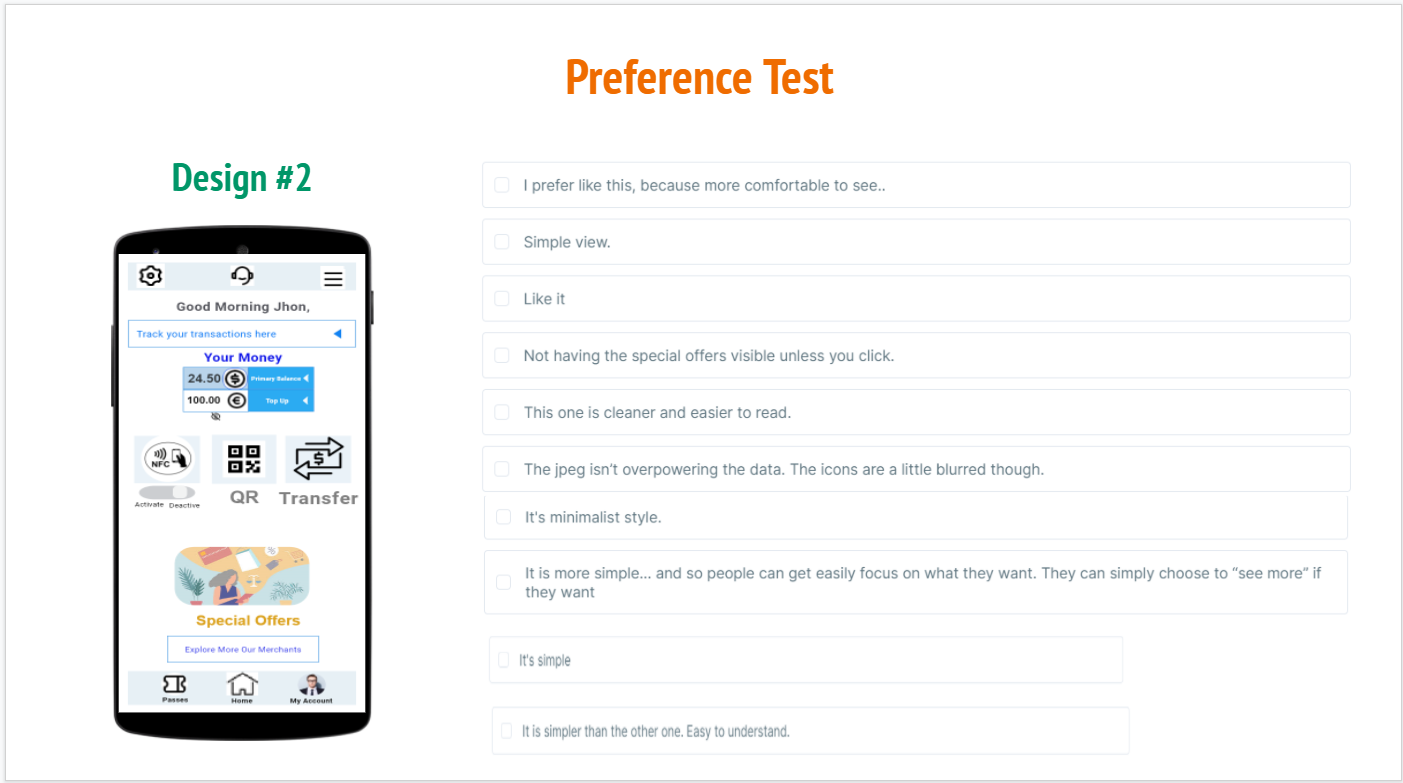 Preference Test
Design #2
Good Morning Jhon,
Track your transactions here
Your Money
24.50 $ Primary Balance
100.00 € Top Up
NFC
$
Activate Deactive
QR
Transfer
Special Offers
Explore More Our Merchants
Passes
Home
My Account
I prefer like this, because more comfortable to see..
Simple view.
Like it
Not having the special offers visible unless you click.
This one is cleaner and easier to read.
The jpeg isn’t overpowering the data. The icons are a little blurred though.
It's minimalist style.
It is more simple... and so people can get easily focus on what they want. They can simply choose to “see more” if
they want
It's simple
It is simpler than the other one. Easy to understand.